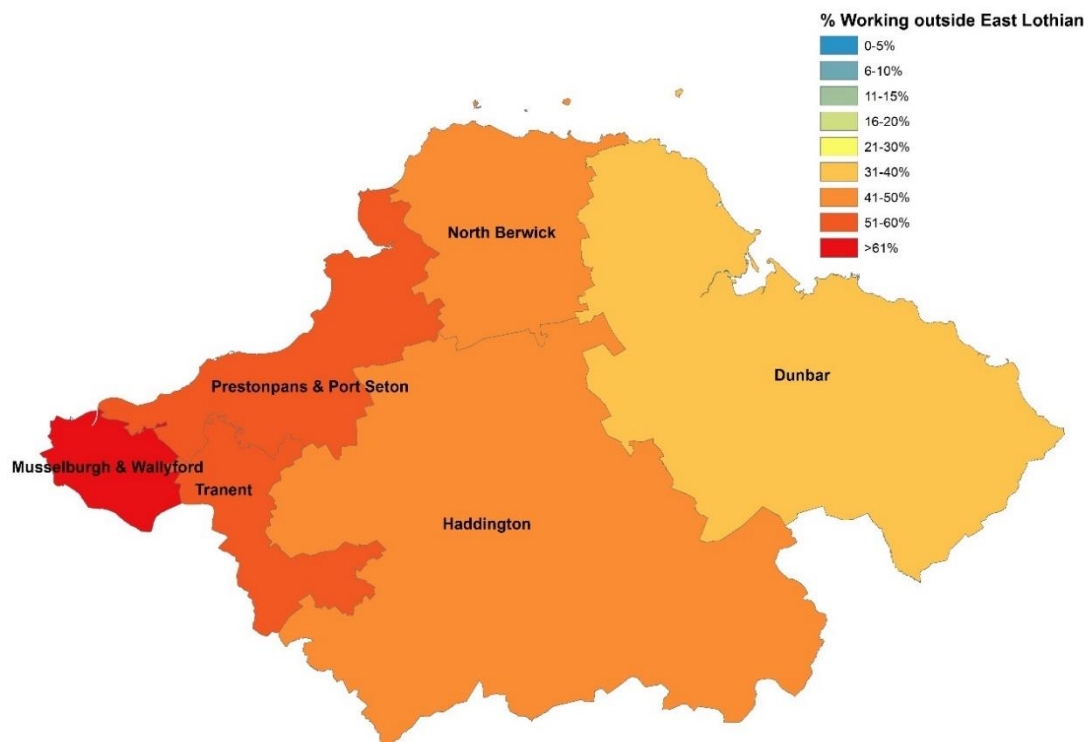 % Working outside East Lothian
0-5%
6-10%
11-15%
16-20%
21-30%
31-40%
41-50%
51-60%
>61%
North Berwick
Dunbar
Prestonpans & Port Seton
Musselburgh & Wallyford
Tranent
Haddington